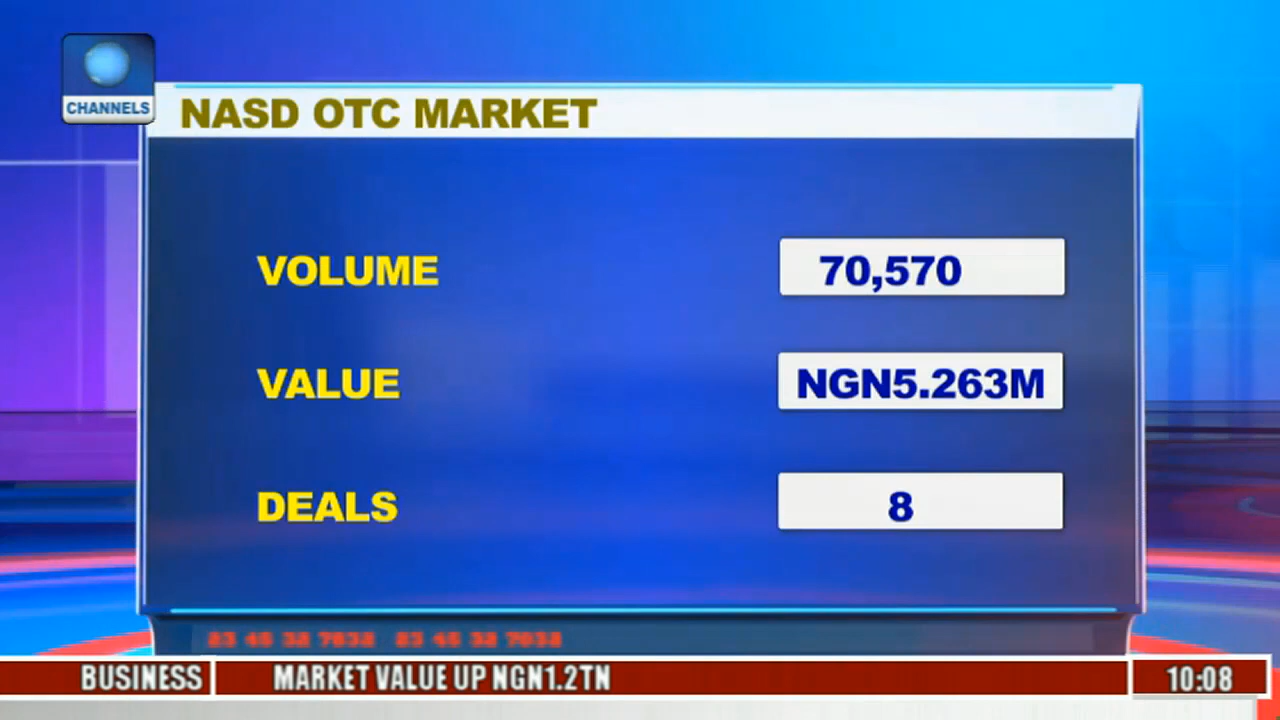 CHANNELS
NASD OTC MARKET
VOLUME 70,570
VALUE NGN5.263M
DEALS 8
BUSINESS MARKET VALUE UP NGN1.2TN 10:08